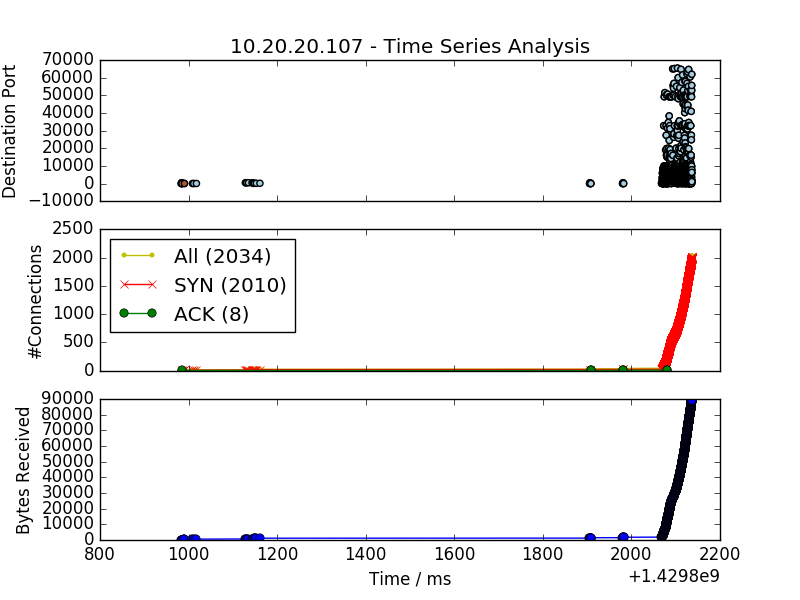 10.20.20.107 - Time Series Analysis
Destination Port
70000
60000
50000
40000
30000
20000
10000
0
−10000
#Connections
2500
2000
1500
1000
500
0
All (2034)
SYN (2010)
ACK (8)
Bytes Received
90000
80000
70000
60000
50000
40000
30000
20000
10000
0
800 1000 1200 1400 1600 1800 2000 2200
Time / ms
+1.4298e9